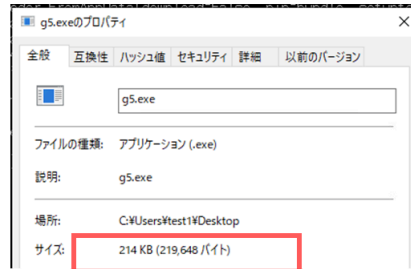 g5.exeのプロパティ
全般 互換性 ハッシュ値 セキュリティ 詳細 以前のバージョン
g5.exe
ファイルの種類: アプリケーション (.exe)
説明: g5.exe
場所: C:¥Users¥test1¥Desktop
サイズ: 214 KB (219,648 バイト)